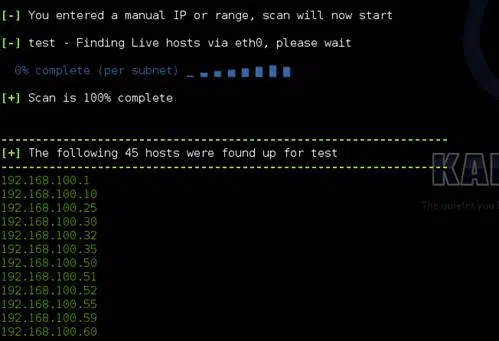 [-] You entered a manual IP or range, scan will now start
[-] test - Finding Live hosts via eth0, please wait
0% complete (per subnet)
[+] Scan is 100% complete
[+] The following 45 hosts were found up for test
192.168.100.1
192.168.100.10
192.168.100.25
192.168.100.30
192.168.100.32
192.168.100.35
192.168.100.50
192.168.100.51
192.168.100.52
192.168.100.55
192.168.100.59
192.168.100.60
KA
The quieter you